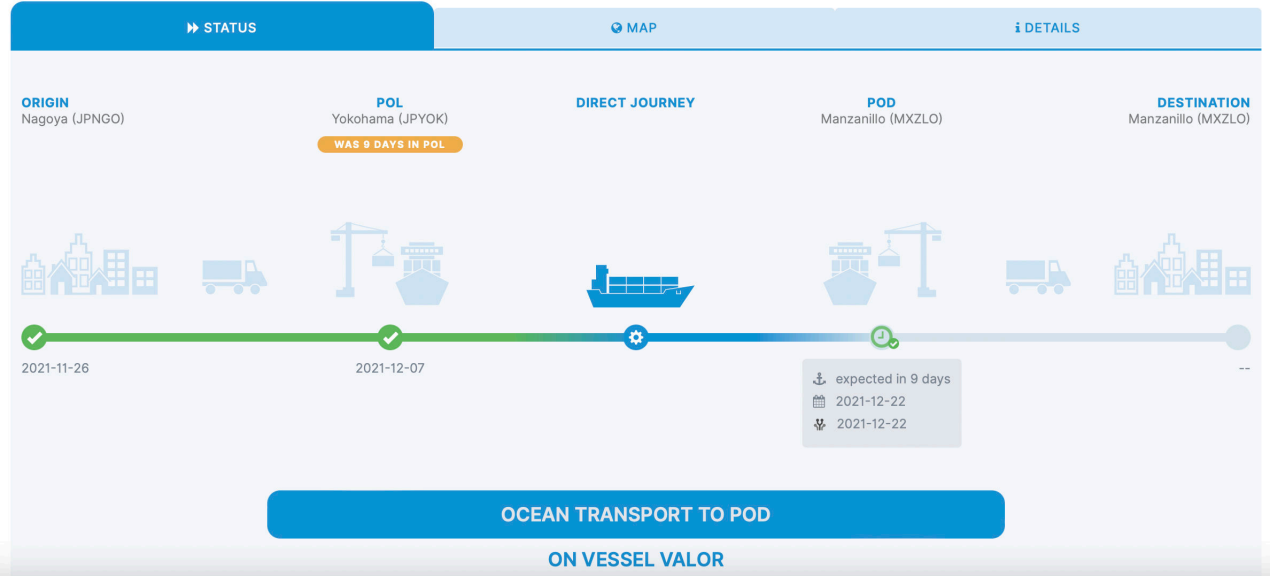 STATUS
MAP
DETAILS
ORIGIN
Nagoya (JPNGO)
POL
Yokohama (JPYOK)
WAS 9 DAYS IN POL
DIRECT JOURNEY
POD
Manzanillo (MXZLO)
DESTINATION
Manzanillo (MXZLO)
2021-11-26
2021-12-07
expected in 9 days
2021-12-22
2021-12-22
--
OCEAN TRANSPORT TO POD
ON VESSEL VALOR